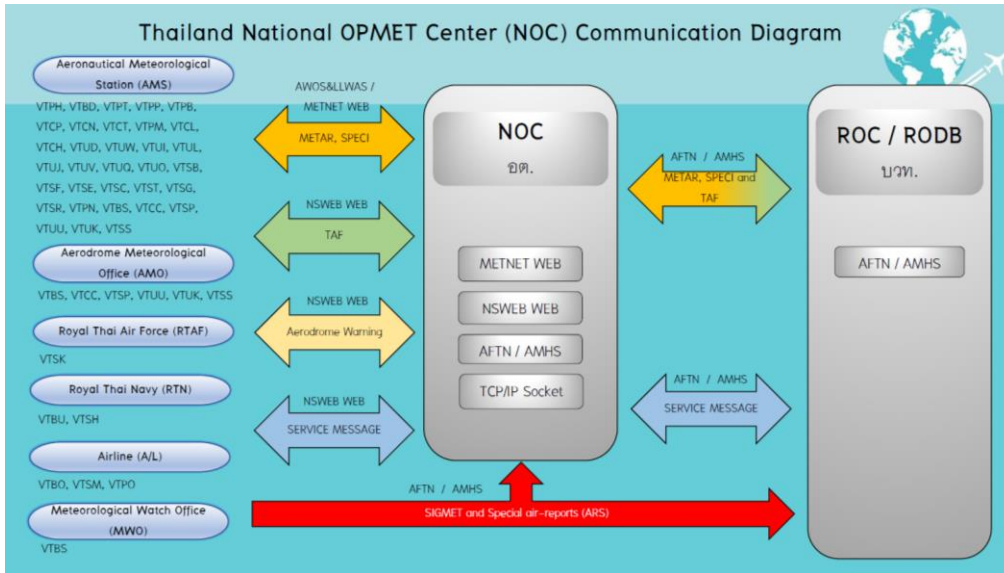 Thailand National OPMET Center (NOC) Communication Diagram
Aeronautical Meteorological
Station (AMS)
VTPH, VTBD, VTPT, VTPP, VTPB,
VTCP, VTCN, VTCT, VTPM, VTCL,
VTCH, VTUD, VTUW, VTUI, VTUL,
VTUJ, VTUV, VTUQ, VTUO, VTSB,
VTSF, VTSE, VTSC, VTST, VTSG,
VTSR, VTPN, VTBS, VTCC, VTSP,
VTUU, VTUK, VTSS
Aerodrome Meteorological
Office (AMO)
VTBS, VTCC, VTSP, VTUU, VTUK, VTSS
Royal Thai Air Force (RTAF)
VTSK
Royal Thai Navy (RTN)
VTBU, VTSH
Airline (A/L)
VTBO, VTSM, VTPO
Meteorological Watch Office
(MWO)
VTBS
AWOS&LLWAS /
METNET WEB
METAR, SPECI
NSWEB WEB
TAF
NSWEB WEB
Aerodrome Warning
NSWEB WEB
SERVICE MESSAGE
AFTN / AMHS
SIGMET and Special air-reports (ARS)
NOC
อต.
METNET WEB
NSWEB WEB
AFTN / AMHS
TCP/IP Socket
AFTN / AMHS
METAR, SPECI and
TAF
AFTN / AMHS
SERVICE MESSAGE
ROC / RODB
บวท.
AFTN / AMHS